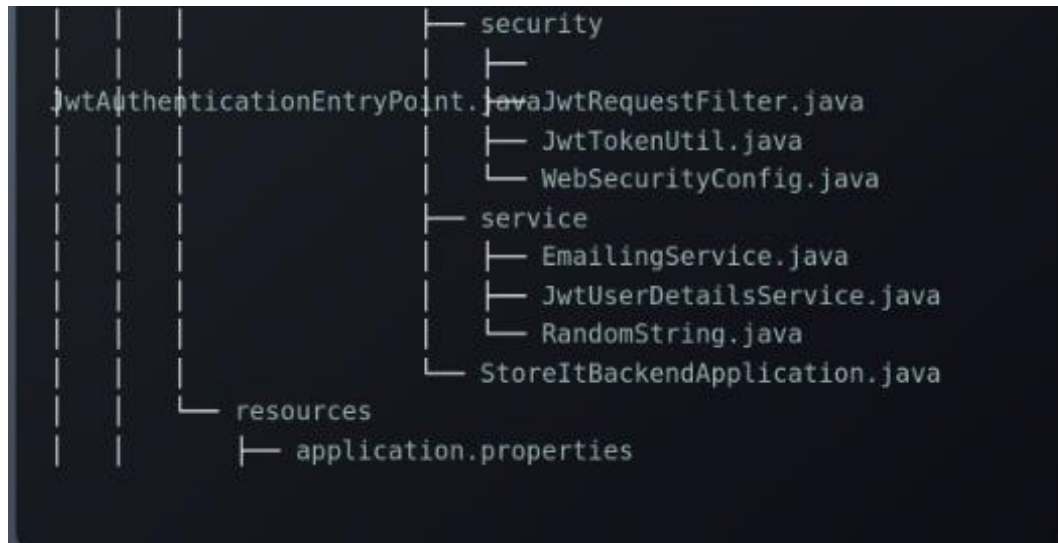 │   │   │               ├── security
│   │   │               │   ├──
JwtAuthenticationEntryPoint.javaJwtRequestFilter.java
│   │   │               │   ├── JwtTokenUtil.java
│   │   │               │   └── WebSecurityConfig.java
│   │   │               ├── service
│   │   │               │   ├── EmailingService.java
│   │   │               │   ├── JwtUserDetailsService.java
│   │   │               │   └── RandomString.java
│   │   │               └── StoreItBackendApplication.java
│   │   └── resources
│   │       ├── application.properties